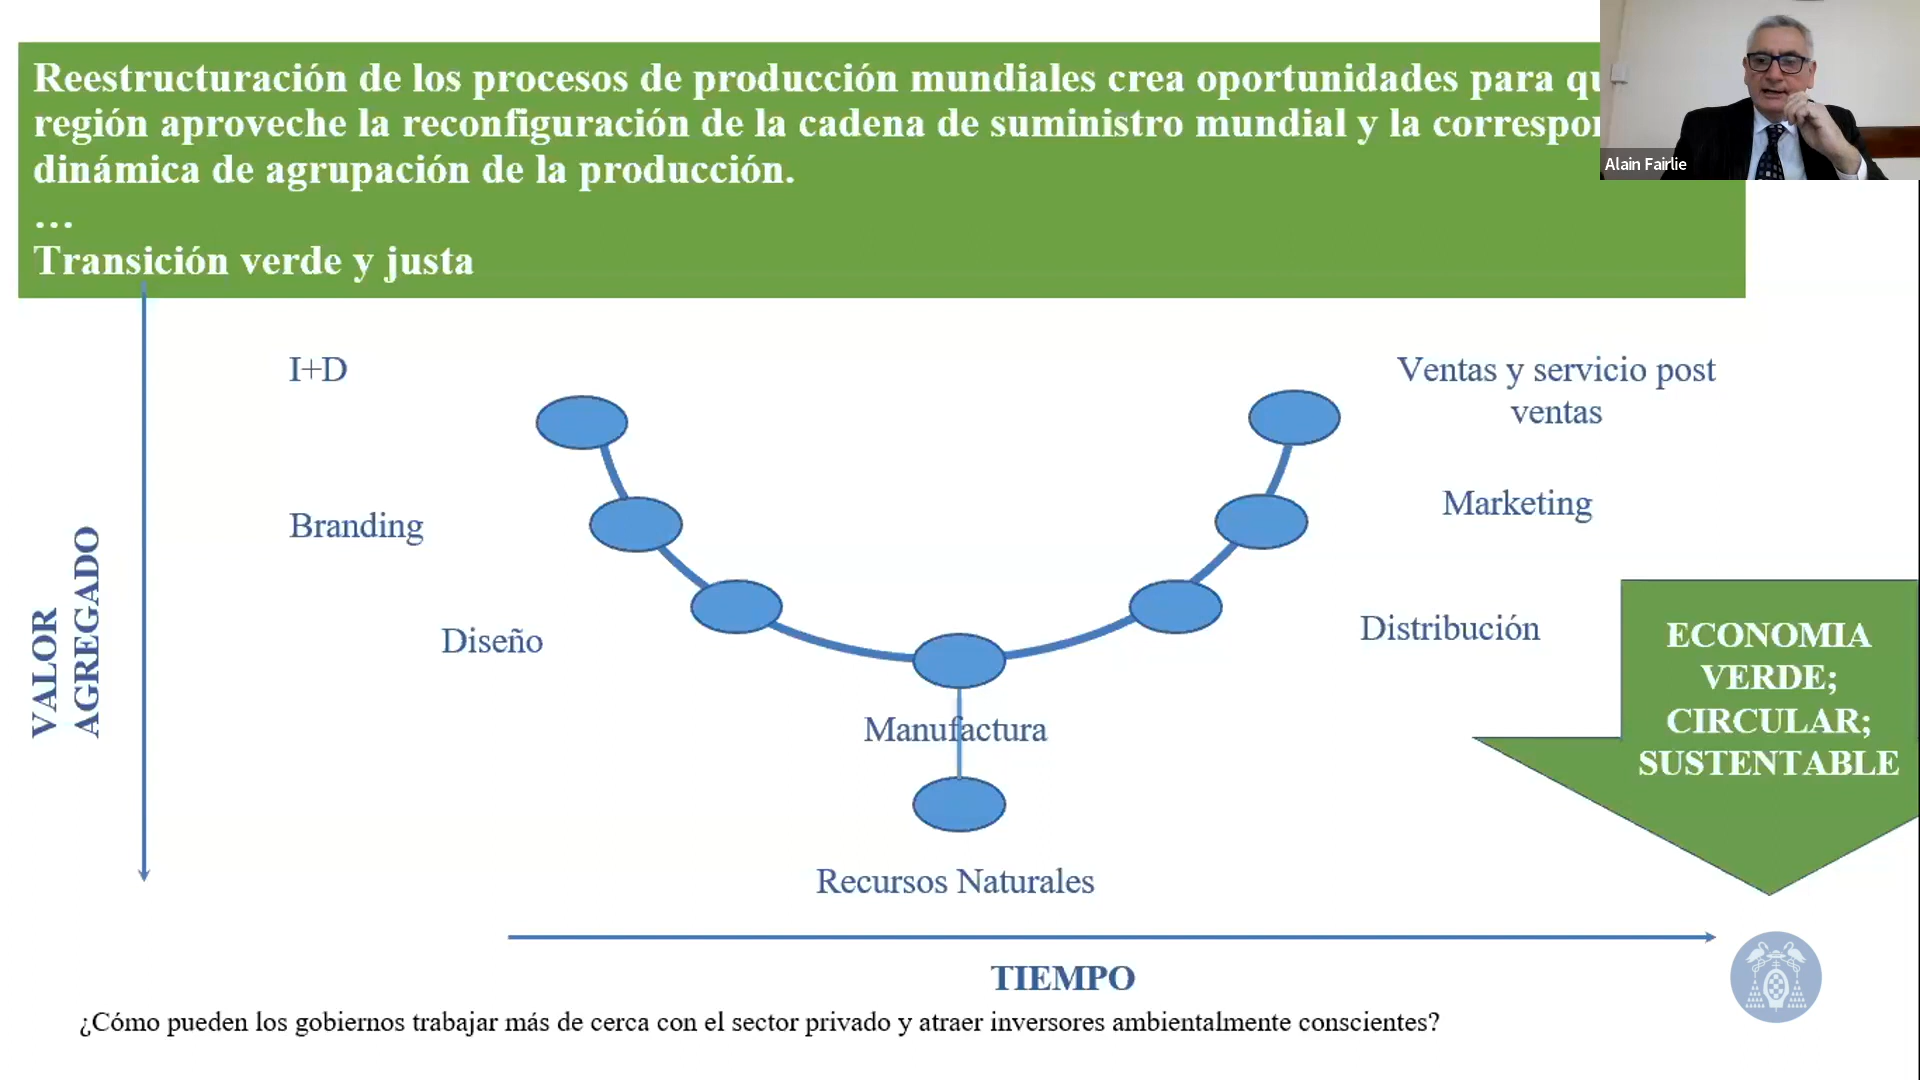 Reestructuración de los procesos de producción mundiales crea oportunidades para
región aproveche la reconfiguración de la cadena de suministro mundial y la
dinámica de agrupación de la producción.
…
Transición verde y justa
Alain Fairlie
I+D
Ventas y servicio post
ventas
Branding
Marketing
Diseño
Distribución
VALOR
AGREGADO
ECONOMIA
VERDE;
CIRCULAR;
SUSTENTABLE
Manufactura
Recursos Naturales
TIEMPO
¿Cómo pueden los gobiernos trabajar más de cerca con el sector privado y atraer inversores ambientalmente conscientes?